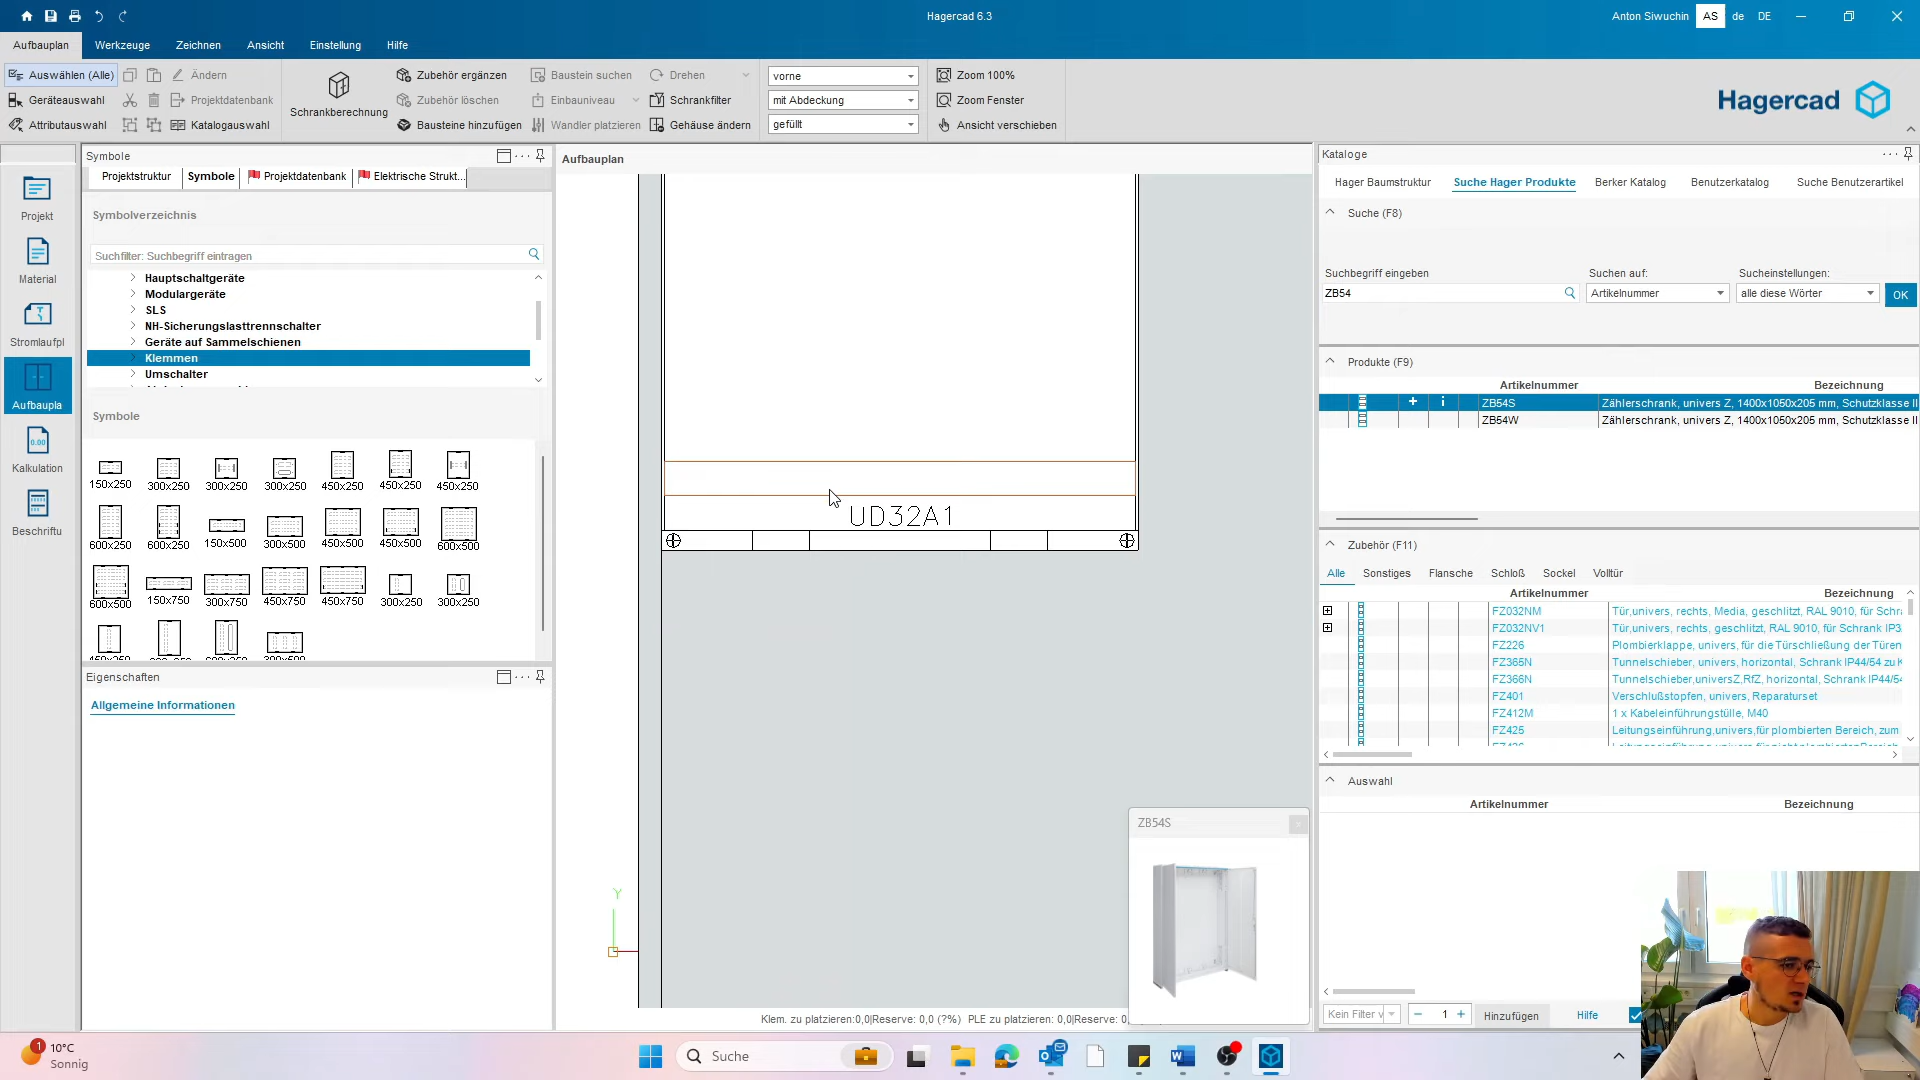 Hagercad 6.3
Anton Siwuchin AS de DE
Aufbauplan Werkzeuge Zeichnen Ansicht Einstellung Hilfe
Auswählen (Alle) Ändern
Geräteauswahl Projektdatenbank
Attributauswahl Katalogauswahl
Schrankberechnung
Zubehör ergänzen Baustein suchen Drehen
Zubehör löschen Einbauniveau Schrankfilter
Bausteine hinzufügen Wandler platzieren Gehäuse ändern
vorne
mit Abdeckung
gefüllt
Zoom 100%
Zoom Fenster
Ansicht verschieben
Hagercad
Projekt
Material
Stromlaufpl
Aufbaupla
Kalkulation
Beschriftu
Symbole
Projektstruktur Symbole Projektdatenbank Elektrische Strukt...
Symbolverzeichnis
Suchfilter: Suchbegriff eintragen
Hauptschaltgeräte
Modulargeräte
SLS
NH-Sicherungslasttrennschalter
Geräte auf Sammelschienen
Klemmen
Umschalter
Symbole
150x250 300x250 300x250 300x250 450x250 450x250 450x250
600x250 600x250 150x500 300x500 450x500 450x500 600x500
600x500 150x750 300x750 450x750 450x750 300x250 300x250
Eigenschaften
Allgemeine Informationen
Aufbauplan
UD32A1
Y
ZB54S
Klem. zu platzieren:0,0|Reserve: 0,0 (?%) PLE zu platzieren: 0,0|Reserve: 0,
Kataloge
Hager Baumstruktur Suche Hager Produkte Berker Katalog Benutzerkatalog Suche Benutzerartikel
Suche (F8)
Suchbegriff eingeben Suchen auf: Sucheinstellungen:
ZB54 Artikelnummer alle diese Wörter OK
Produkte (F9)
Artikelnummer Bezeichnung
ZB54S Zählerschrank, univers Z, 1400x1050x205 mm, Schutzklasse II
ZB54W Zählerschrank, univers Z, 1400x1050x205 mm, Schutzklasse II
Zubehör (F11)
Alle Sonstiges Flansche Schloß Sockel Volltür
Artikelnummer Bezeichnung
FZ032NM Tür,univers, rechts, Media, geschlitzt, RAL 9010, für Schra
FZ032NV1 Tür,univers, rechts, geschlitzt, RAL 9010, für Schrank IP3
FZ226 Plombierklappe, univers, für die Türschließung der Türen
FZ365N Tunnelschieber, univers, horizontal, Schrank IP44/54 zu K
FZ366N Tunnelschieber,universZ,RfZ, horizontal, Schrank IP44/54
FZ401 Verschlußstopfen, univers, Reparaturset
FZ412M 1 x Kabeleinführungstülle, M40
FZ425 Leitungseinführung,univers,für plombierten Bereich, zum
Auswahl
Artikelnummer Bezeichnung
Kein Filter v 1 Hinzufügen Hilfe
1 10°C
Sonnig
Suche